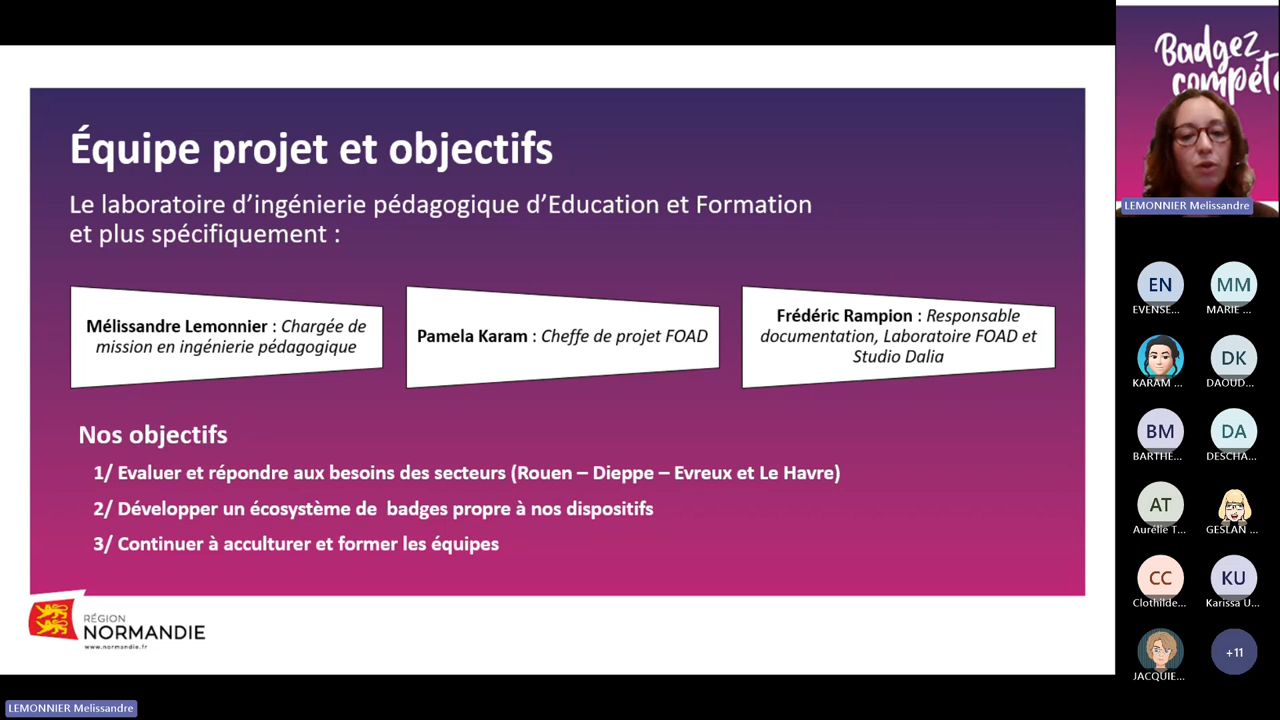 Équipe projet et objectifs
Le laboratoire d’ingénierie pédagogique d’Education et Formation
et plus spécifiquement :
Mélissandre Lemonnier : Chargée de
mission en ingénierie pédagogique
Pamela Karam : Cheffe de projet FOAD
Frédéric Rampion : Responsable
documentation, Laboratoire FOAD et
Studio Dalia
Nos objectifs
1/ Evaluer et répondre aux besoins des secteurs (Rouen – Dieppe – Evreux et Le Havre)
2/ Développer un écosystème de badges propre à nos dispositifs
3/ Continuer à acculturer et former les équipes
RÉGION
NORMANDIE
www.normandie.fr
LEMONNIER Melissandre
Badgez
compéte
LEMONNIER Melissandre
EN
EVENSE...
MM
MARIE ...
KARAM ...
DK
DAOUD...
BM
BARTHE...
DA
DESCHA...
AT
Aurélie T...
GESLAN ...
CC
Clothilde...
KU
Karissa U...
JACQUIE...
+11